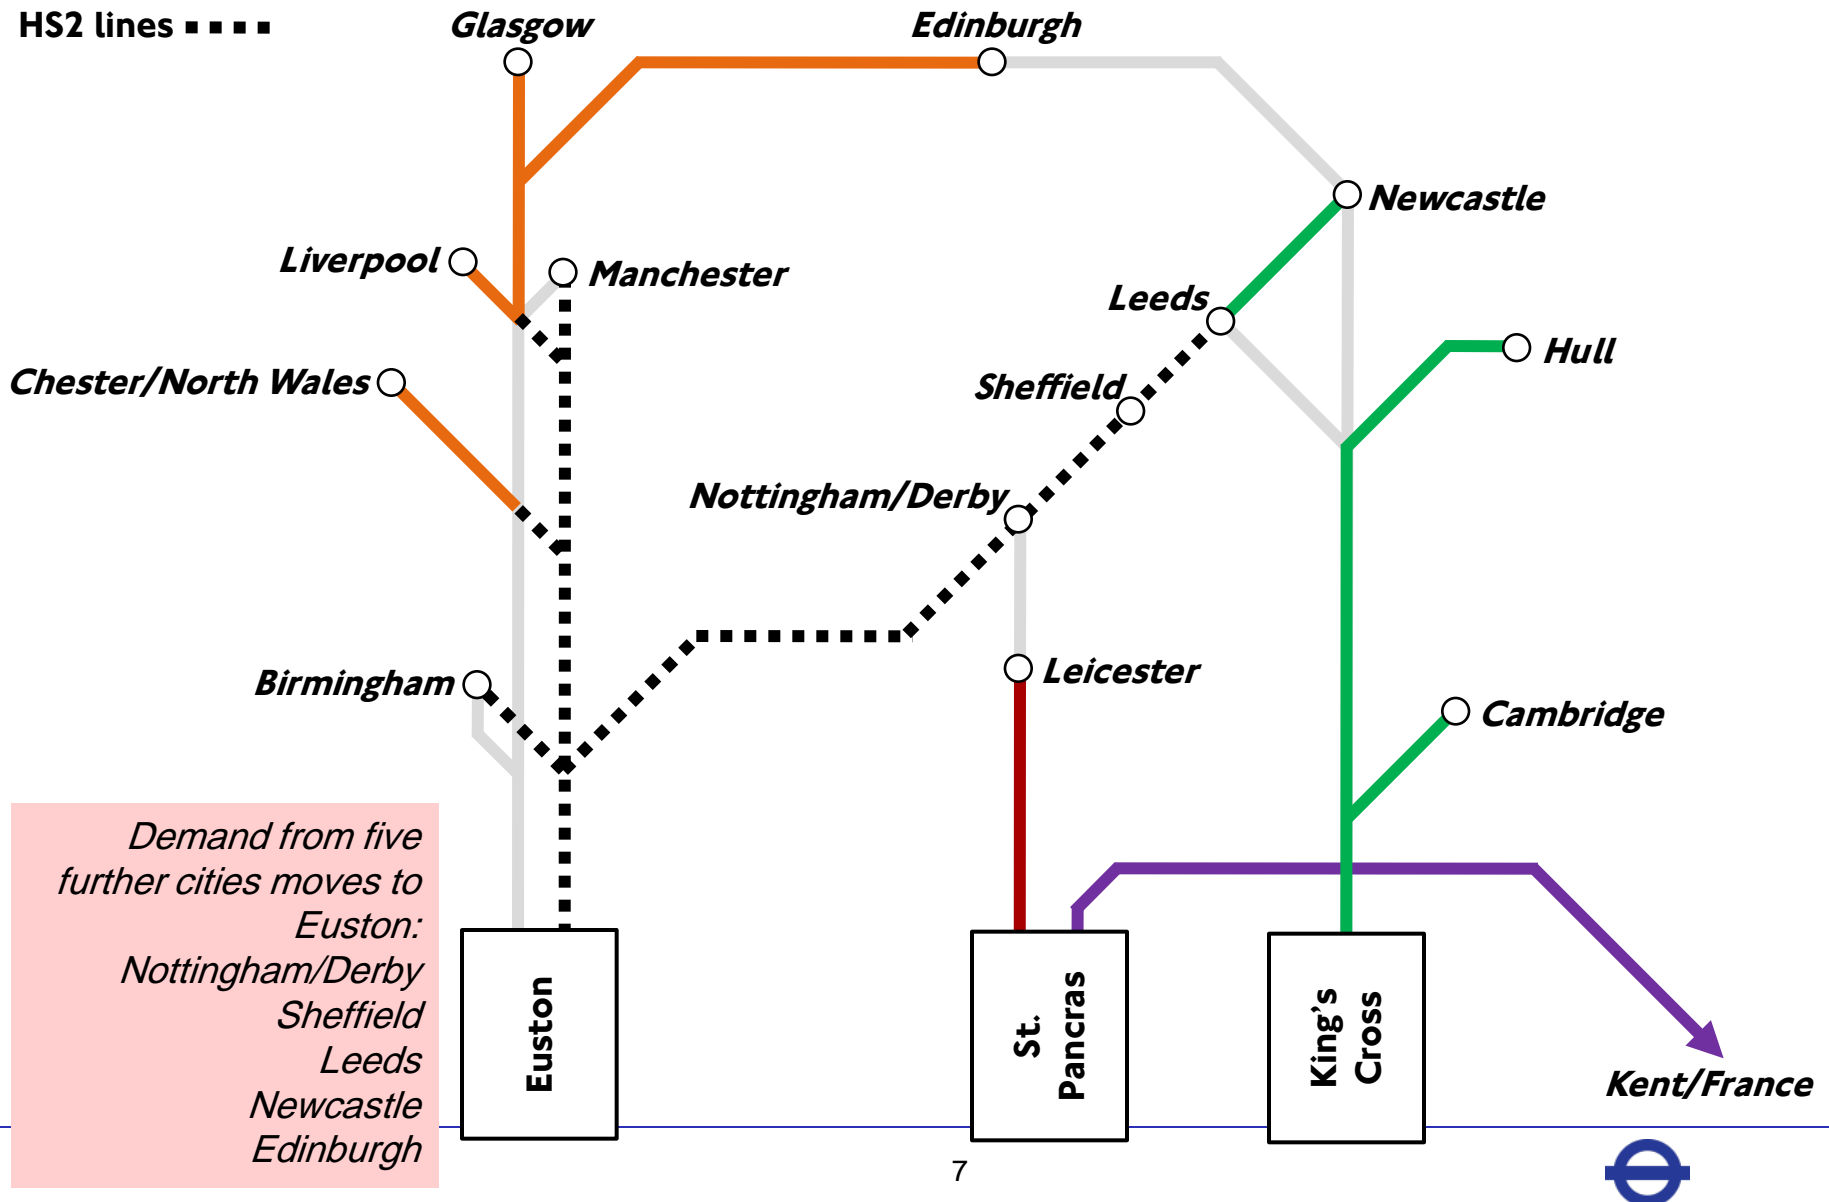 HS2 lines
Glasgow
Edinburgh
Newcastle
Liverpool
Manchester
Leeds
Hull
Chester/North Wales
Sheffield
Nottingham/Derby
Birmingham
Leicester
Cambridge
Demand from five
further cities moves to
Euston:
Nottingham/Derby
Sheffield
Leeds
Newcastle
Edinburgh
Euston
St.
Pancras
King's
Cross
Kent/France
7